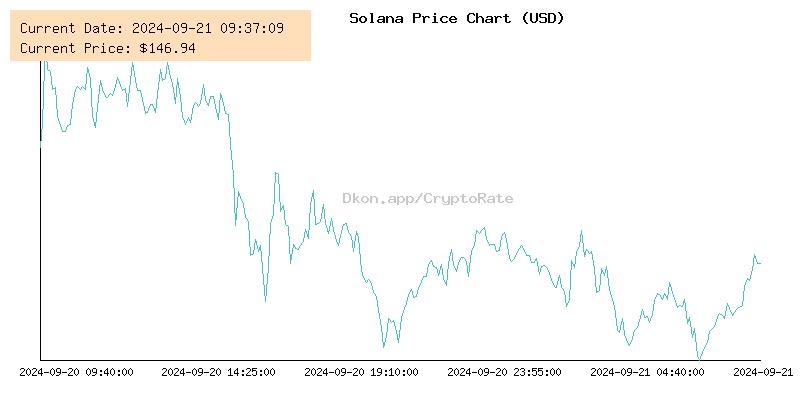 Solana Price Chart (USD)
Current Date: 2024-09-21 09:37:09
Current Price: $146.94
Dkon.app/CryptoRate
2024-09-20 09:40:00 2024-09-20 14:25:00 2024-09-20 19:10:00 2024-09-20 23:55:00 2024-09-21 04:40:00 2024-09-21